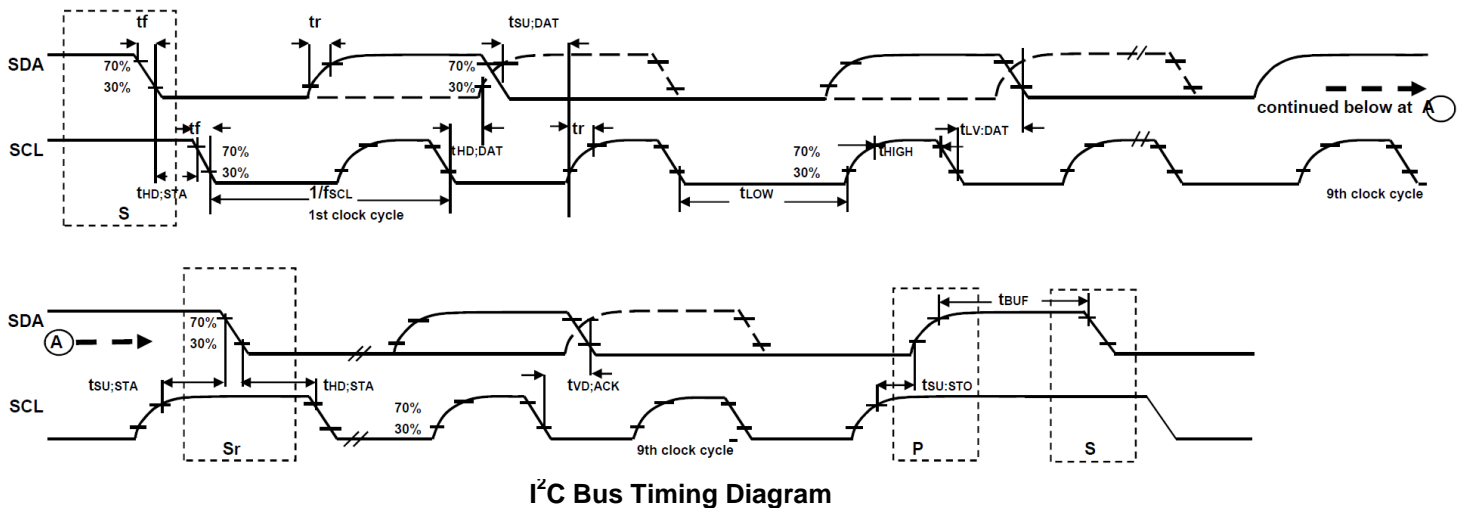 tf tr tSU;DAT
SDA 70% 70%
30% 30%
continued below at A
tf tHD;DAT tr tHIGH tLV:DAT
SCL 70% 70%
30% 30%
tHD;STA 1/fSCL tLOW
S 1st clock cycle 9th clock cycle
tBUF
SDA 70%
A 30%
tSU;STA tHD;STA tVD;ACK tSU:STO
SCL 70%
30%
Sr 9th clock cycle P S
I²C Bus Timing Diagram